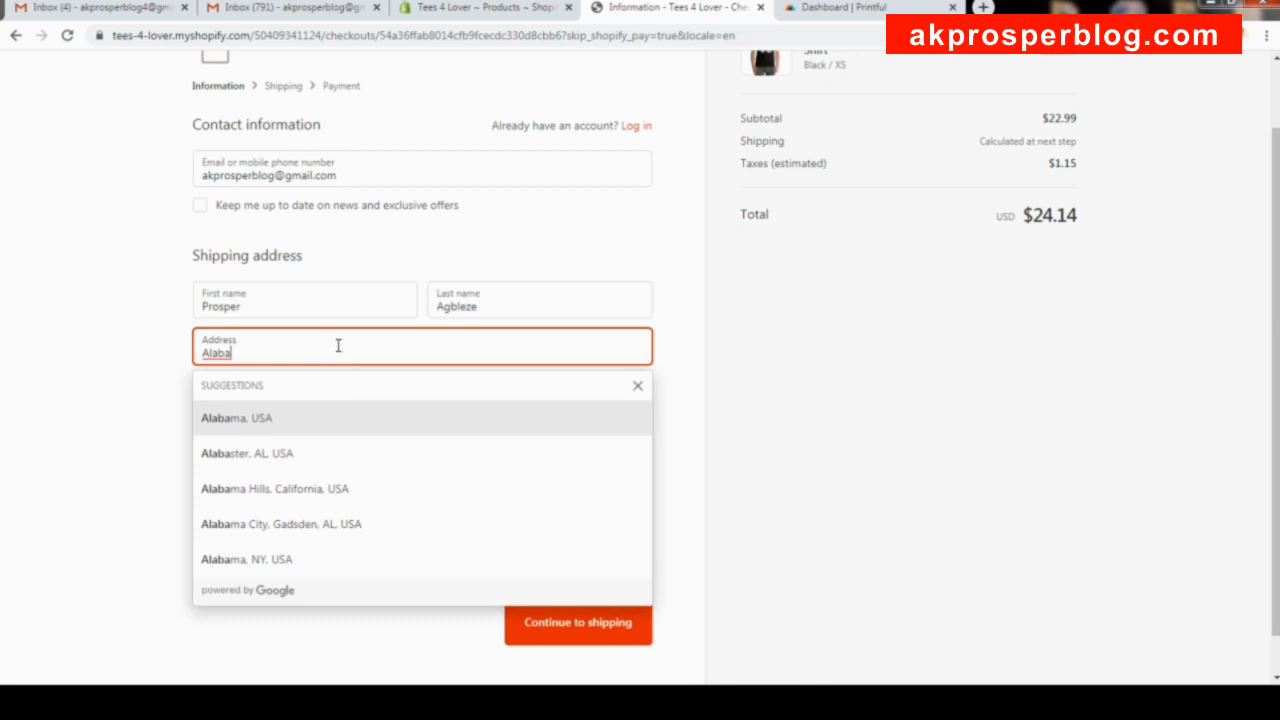 Inbox (4) - akprosperblog4@gm
Inbox (791) - akprosperblog@gm
Tees 4 Lover ~ Products ~ Shopi
Information - Tees 4 Lover - Che
Dashboard | Printful
tees-4-lover.myshopify.com/50409341124/checkouts/54a36ffab8014cfb9fcecdc330d8cbb6?skip_shopify_pay=true&locale=en
akprosperblog.com
Shirt
Black / XS
Information > Shipping > Payment
Contact information
Already have an account? Log in
Email or mobile phone number
akprosperblog@gmail.com
Keep me up to date on news and exclusive offers
Shipping address
First name
Prosper
Last name
Agbleze
Address
Alaba
SUGGESTIONS
Alabama, USA
Alabaster, AL, USA
Alabama Hills, California, USA
Alabama City, Gadsden, AL, USA
Alabama, NY, USA
powered by Google
Continue to shipping
Subtotal $22.99
Shipping Calculated at next step
Taxes (estimated) $1.15
Total USD $24.14